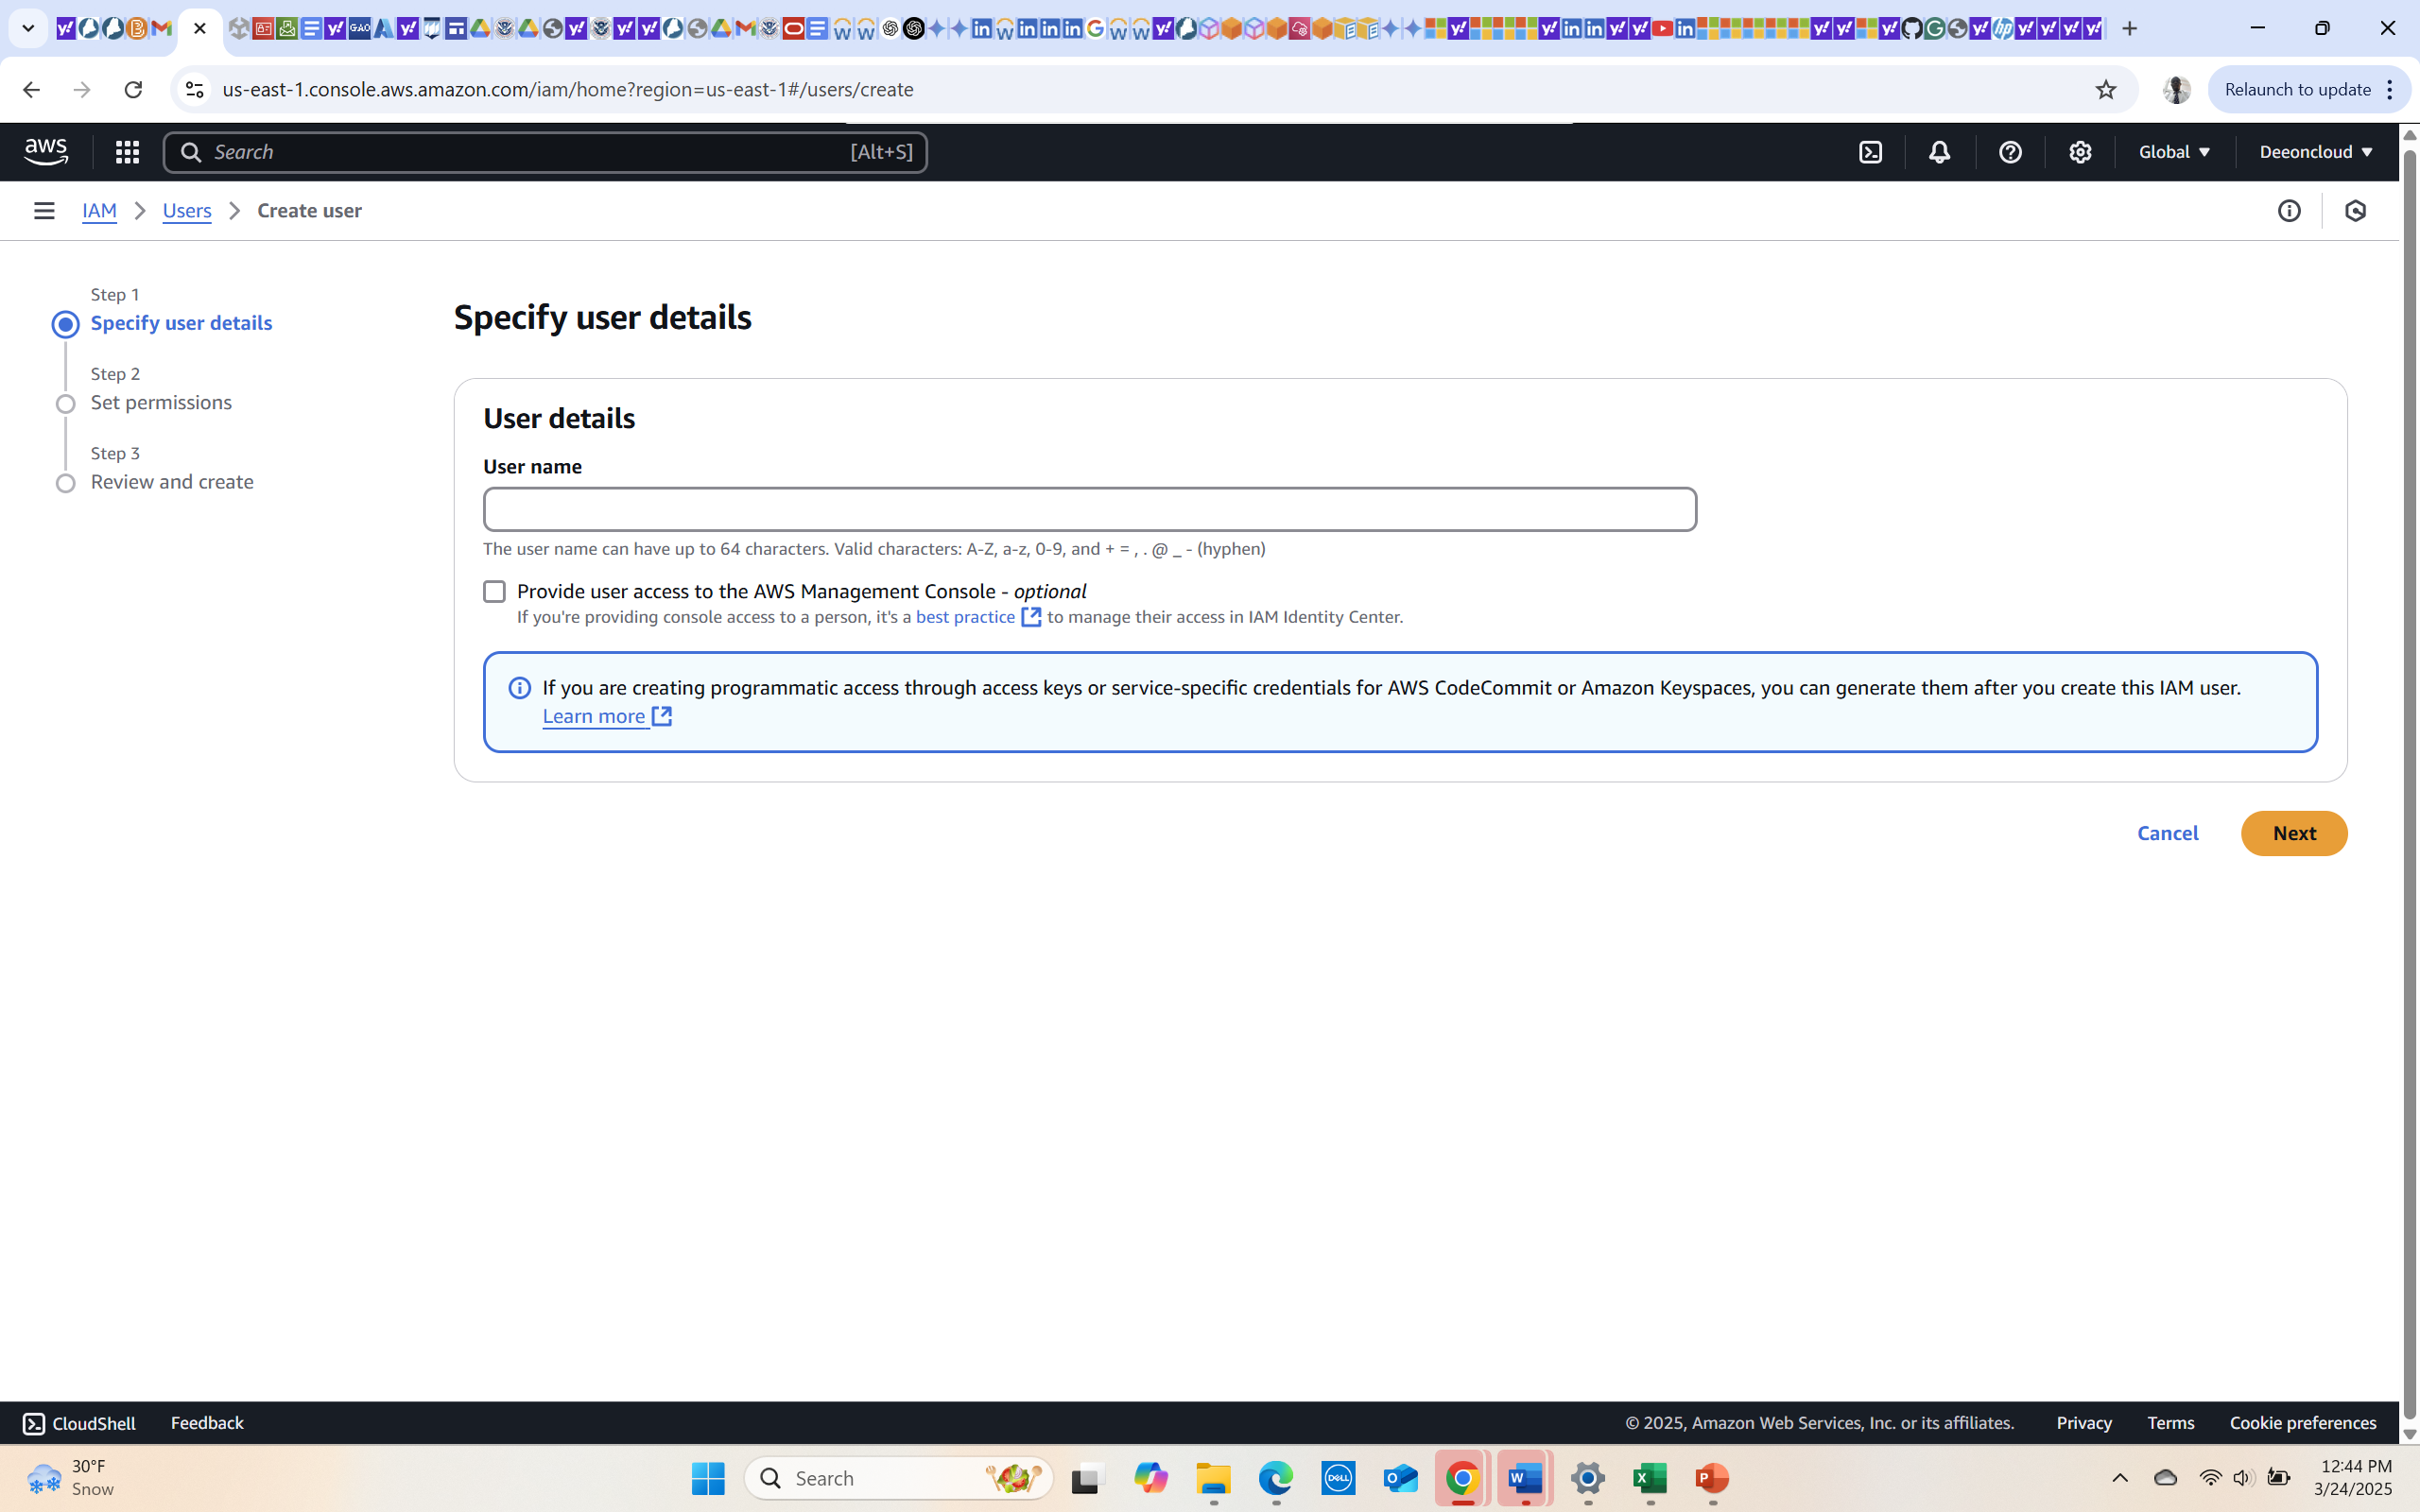 us-east-1.console.aws.amazon.com/iam/home?region=us-east-1#/users/create
Relaunch to update
aws
Search
[Alt+S]
Global
Deeoncloud
IAM
Users
Create user
Step 1
Specify user details
Step 2
Set permissions
Step 3
Review and create
Specify user details
User details
User name
The user name can have up to 64 characters. Valid characters: A-Z, a-z, 0-9, and + = , . @ _ - (hyphen)
Provide user access to the AWS Management Console - optional
If you're providing console access to a person, it's a best practice to manage their access in IAM Identity Center.
If you are creating programmatic access through access keys or service-specific credentials for AWS CodeCommit or Amazon Keyspaces, you can generate them after you create this IAM user.
Learn more
Cancel
Next
CloudShell
Feedback
© 2025, Amazon Web Services, Inc. or its affiliates.
Privacy
Terms
Cookie preferences
30°F
Snow
Search
12:44 PM
3/24/2025